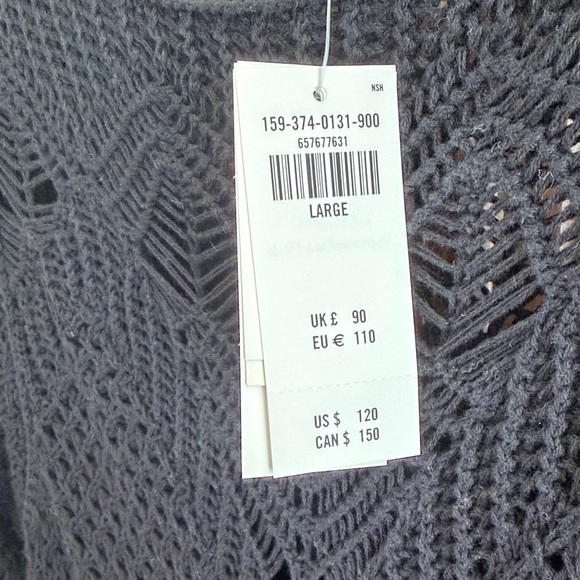 NSH
159-374-0131-900
657677631
LARGE
UK £ 90
EU € 110
US $ 120
CAN $ 150